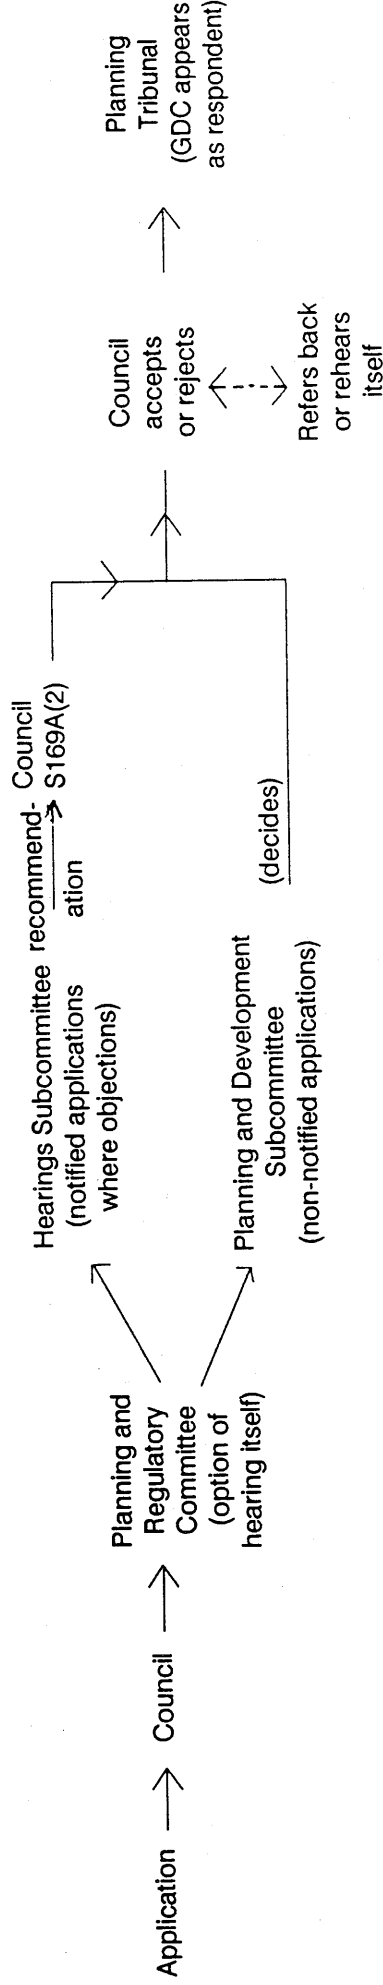 Application
Council
Planning and
Regulatory
Committee
(option of
hearing itself)
Hearings Subcommittee
(notified applications
where objections)
recommend-
ation
Council
S169A(2)
Planning and Development
Subcommittee
(non-notified applications)
(decides)
Council
accepts
or rejects
Refers back
or rehears
itself
Planning
Tribunal
(GDC appears
as respondent)